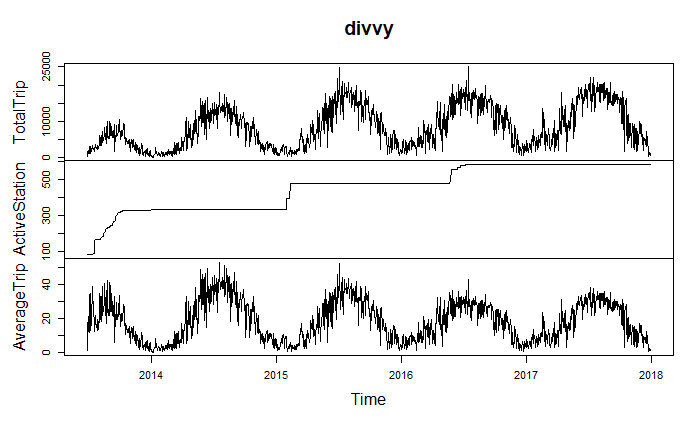 divvy
TotalTrip
0 10000 25000
ActiveStation
100 300 500
AverageTrip
0 20 40
2014 2015 2016 2017 2018
Time